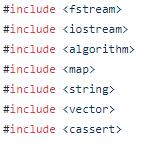 #include <fstream>
#include <iostream>
#include <algorithm>
#include <map>
#include <string>
#include <vector>
#include <cassert>